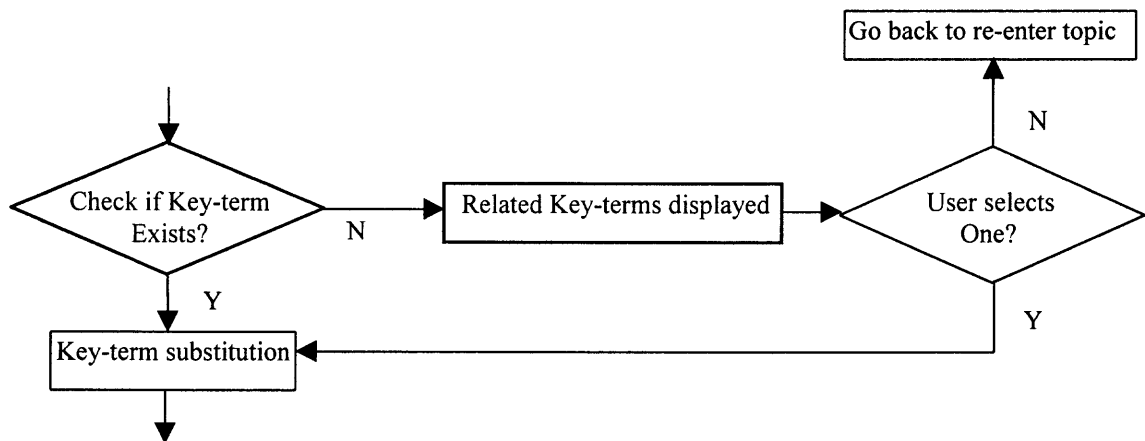 Go back to re-enter topic
N
Check if Key-term
Exists?
N
Related Key-terms displayed
User selects
One?
Y
Y
Key-term substitution